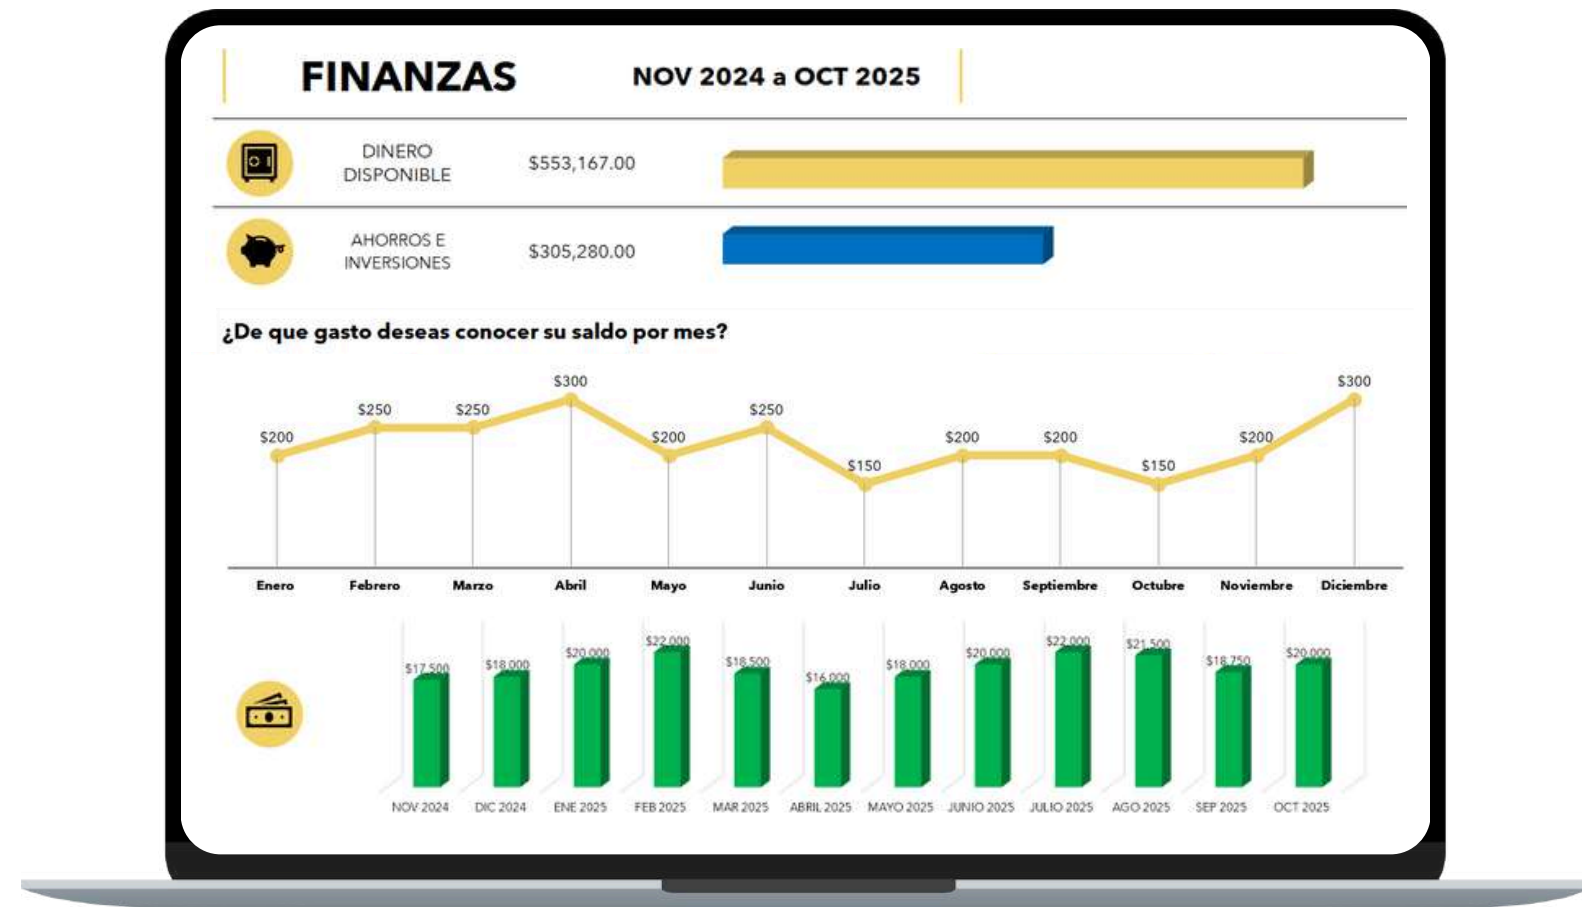 FINANZAS
NOV 2024 a OCT 2025
DINERO
DISPONIBLE
$553,167.00
AHORROS E
INVERSIONES
$305,280.00
¿De que gasto deseas conocer su saldo por mes?
$200
$250
$250
$300
$200
$250
$150
$200
$200
$150
$200
$300
Enero
Febrero
Marzo
Abril
Mayo
Junio
Julio
Agosto
Septiembre
Octubre
Noviembre
Diciembre
$17,500
$18,000
$20,000
$22,000
$18,500
$16,000
$18,000
$20,000
$22,000
$21,500
$18,750
$20,000
NOV 2024
DIC 2024
ENE 2025
FEB 2025
MAR 2025
ABRIL 2025
MAYO 2025
JUNIO 2025
JULIO 2025
AGO 2025
SEP 2025
OCT 2025